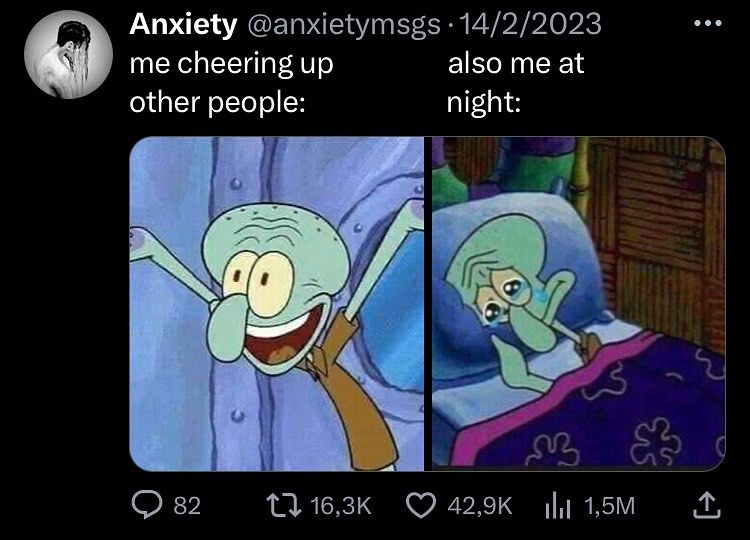 Anxiety @anxietymsgs · 14/2/2023
me cheering up also me at
other people: night:
82 16,3K 42,9K 1,5M